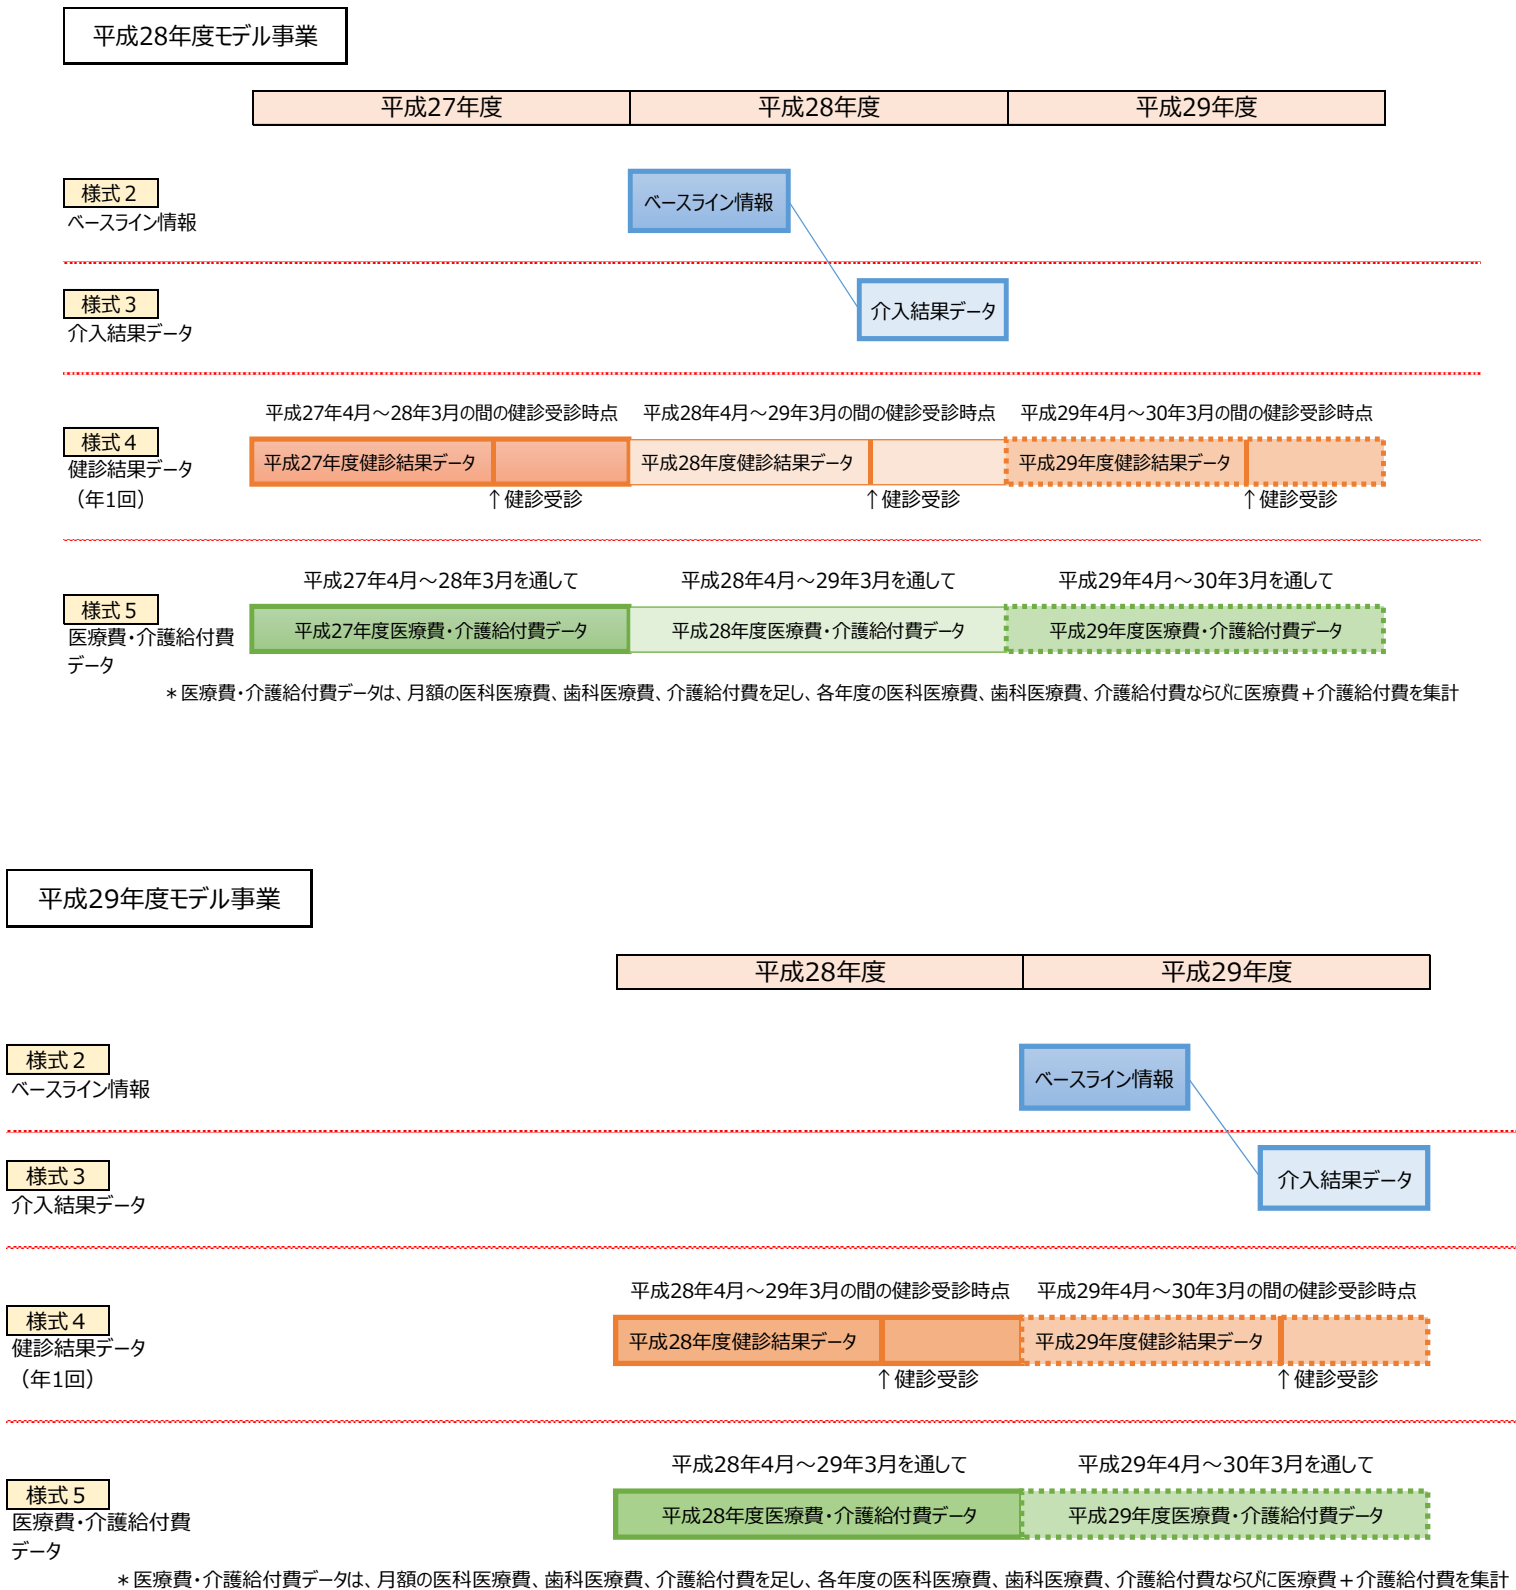 平成28年度モデル事業
平成27年度 平成28年度 平成29年度
様式２
ベースライン情報
ベースライン情報
様式３
介入結果データ
介入結果データ
平成27年4月～28年3月の間の健診受診時点 平成28年4月～29年3月の間の健診受診時点 平成29年4月～30年3月の間の健診受診時点
様式４
健診結果データ
（年1回）
平成27年度健診結果データ 平成28年度健診結果データ 平成29年度健診結果データ
↑健診受診 ↑健診受診 ↑健診受診
平成27年4月～28年3月を通して 平成28年4月～29年3月を通して 平成29年4月～30年3月を通して
様式５
医療費・介護給付費
データ
平成27年度医療費・介護給付費データ 平成28年度医療費・介護給付費データ 平成29年度医療費・介護給付費データ
＊医療費・介護給付費データは、月額の医科医療費、歯科医療費、介護給付費を足し、各年度の医科医療費、歯科医療費、介護給付費ならびに医療費＋介護給付費を集計
平成29年度モデル事業
平成28年度 平成29年度
様式２
ベースライン情報
ベースライン情報
様式３
介入結果データ
介入結果データ
平成28年4月～29年3月の間の健診受診時点 平成29年4月～30年3月の間の健診受診時点
様式４
健診結果データ
（年1回）
平成28年度健診結果データ 平成29年度健診結果データ
↑健診受診 ↑健診受診
平成28年4月～29年3月を通して 平成29年4月～30年3月を通して
様式５
医療費・介護給付費
データ
平成28年度医療費・介護給付費データ 平成29年度医療費・介護給付費データ
＊医療費・介護給付費データは、月額の医科医療費、歯科医療費、介護給付費を足し、各年度の医科医療費、歯科医療費、介護給付費ならびに医療費＋介護給付費を集計